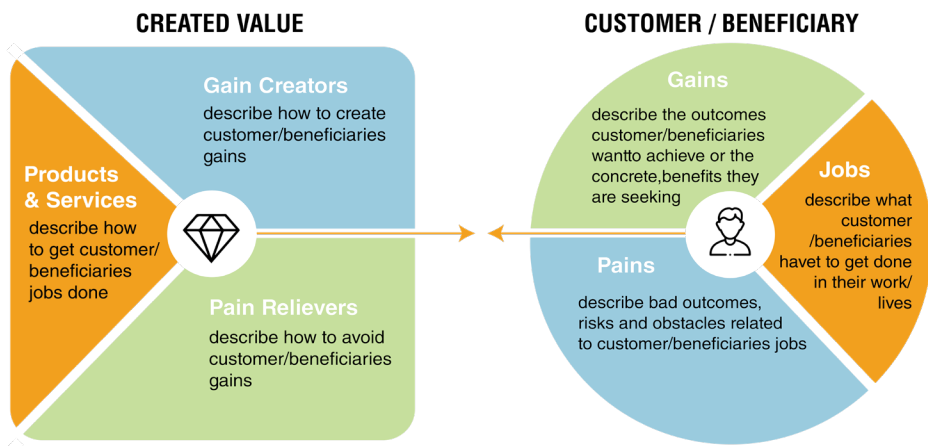 CREATED VALUE
Gain Creators
describe how to create
customer/beneficiaries
gains
Products
& Services
describe how
to get customer/
beneficiaries
jobs done
Pain Relievers
describe how to avoid
customer/beneficiaries
gains
CUSTOMER / BENEFICIARY
Gains
describe the outcomes
customer/beneficiaries
wantto achieve or the
concrete,benefits they
are seeking
Jobs
describe what
customer
/beneficiaries
havet to get done
in their work/
lives
Pains
describe bad outcomes,
risks and obstacles related
to customer/beneficiaries jobs